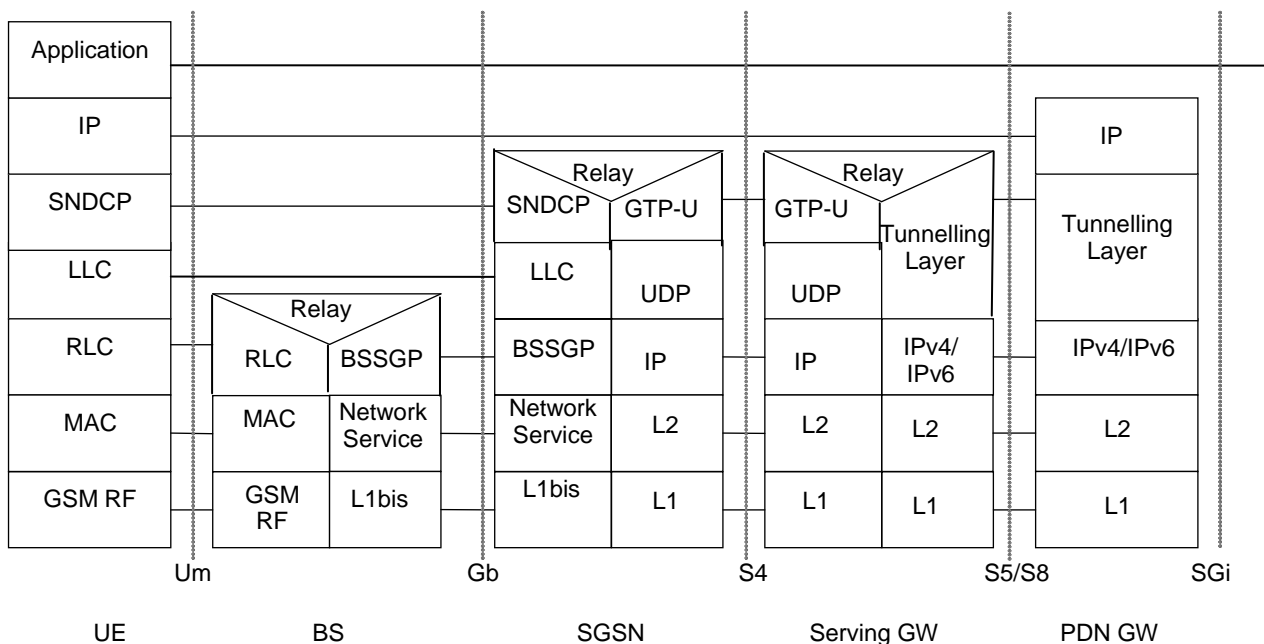 Application
IP
SNDCP
LLC
RLC
MAC
GSM RF
Relay
RLC
BSSGP
MAC
Network
Service
GSM
RF
L1bis
Relay
SNDCP
GTP-U
LLC
UDP
BSSGP
IP
Network
Service
L2
L1bis
L1
Relay
GTP-U
Tunnelling
Layer
UDP
IP
IPv4/
IPv6
L2
L2
L1
L1
IP
Tunnelling
Layer
IPv4/IPv6
L2
L1
Um
Gb
S4
S5/S8
SGi
UE
BS
SGSN
Serving GW
PDN GW